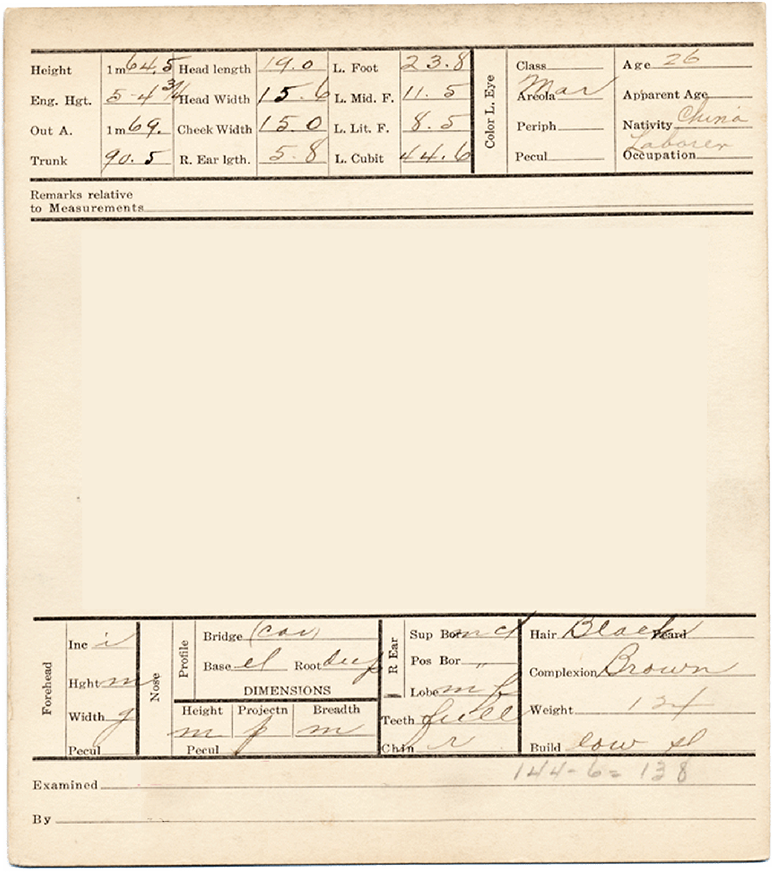 Height 1m 64.5 Head length 19.0 L. Foot 23.8 Class Age 26
Eng. Hgt. 5-4 3/4 Head Width 15.6 L. Mid. F. 11.5 Color L. Eye Areola Mar Apparent Age
Out A. 1m 69. Cheek Width 15.0 L. Lit. F. 8.5 Periph Nativity China
Trunk 90.5 R. Ear lgth. 5.8 L. Cubit 44.6 Pecul Occupation Laborer
Remarks relative
to Measurements
Forehead
Inc i
Hght m
Width g
Pecul
Nose
Profile
Bridge (cav)
Base el Root deep
DIMENSIONS
Height Projectn Breadth
m p m
Pecul
R Ear
Sup Bor
Pos Bor "
Lobe m f
Teeth full
Chin r
Hair Black Beard
Complexion Brown
Weight 134
Build low sl
144-6= 138
Examined
By